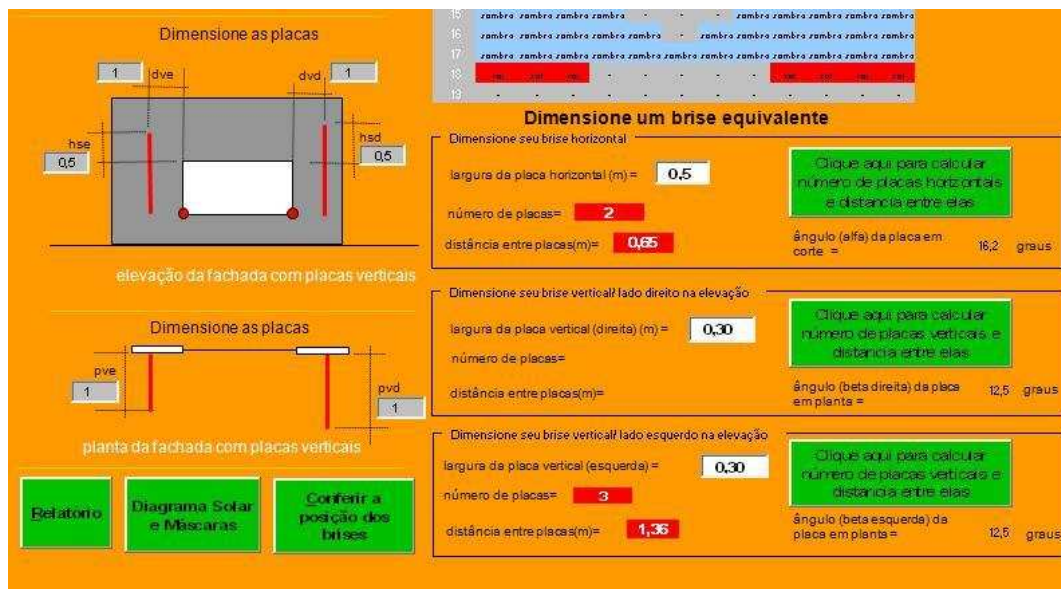 Dimensione as placas
1
dve
dvd
1
hse
0,5
hsd
0,5
elevação da fachada com placas verticais
Dimensione as placas
pve
1
pvd
1
planta da fachada com placas verticais
Relatorio
Diagrama Solar
e Máscaras
Conferir a
posição dos
brises
15 sombra sombra sombra sombra - - - sombra sombra sombra sombra
16 sombra sombra sombra sombra sombra - sombra sombra sombra sombra sombra
17 sombra sombra sombra sombra sombra sombra sombra sombra sombra sombra sombra
18 sol sol sol - - - - sol sol sol sol
19 - - - - - - - - - - -
Dimensione um brise equivalente
Dimensione seu brise horizontal
largura da placa horizontal (m) = 0,5
Clique aqui para calcular
número de placas horizontais
e distancia entre elas
número de placas= 2
distância entre placas(m)= 0,65
ângulo (alfa) da placa em
corte = 16,2 graus
Dimensione seu brise vertical/ lado direito na elevação
largura da placa vertical (direita) (m) = 0,30
Clique aqui para calcular
número de placas verticais e
distancia entre elas
número de placas=
distância entre placas(m)=
ângulo (beta direita) da placa
em planta = 12,5 graus
Dimensione seu brise vertical/ lado esquerdo na elevação
largura da placa vertical (esquerda) = 0,30
Clique aqui para calcular
número de placas verticais e
distancia entre elas
número de placas= 3
distância entre placas(m)= 1,36
ângulo (beta esquerda) da
placa em planta = 12,5 graus